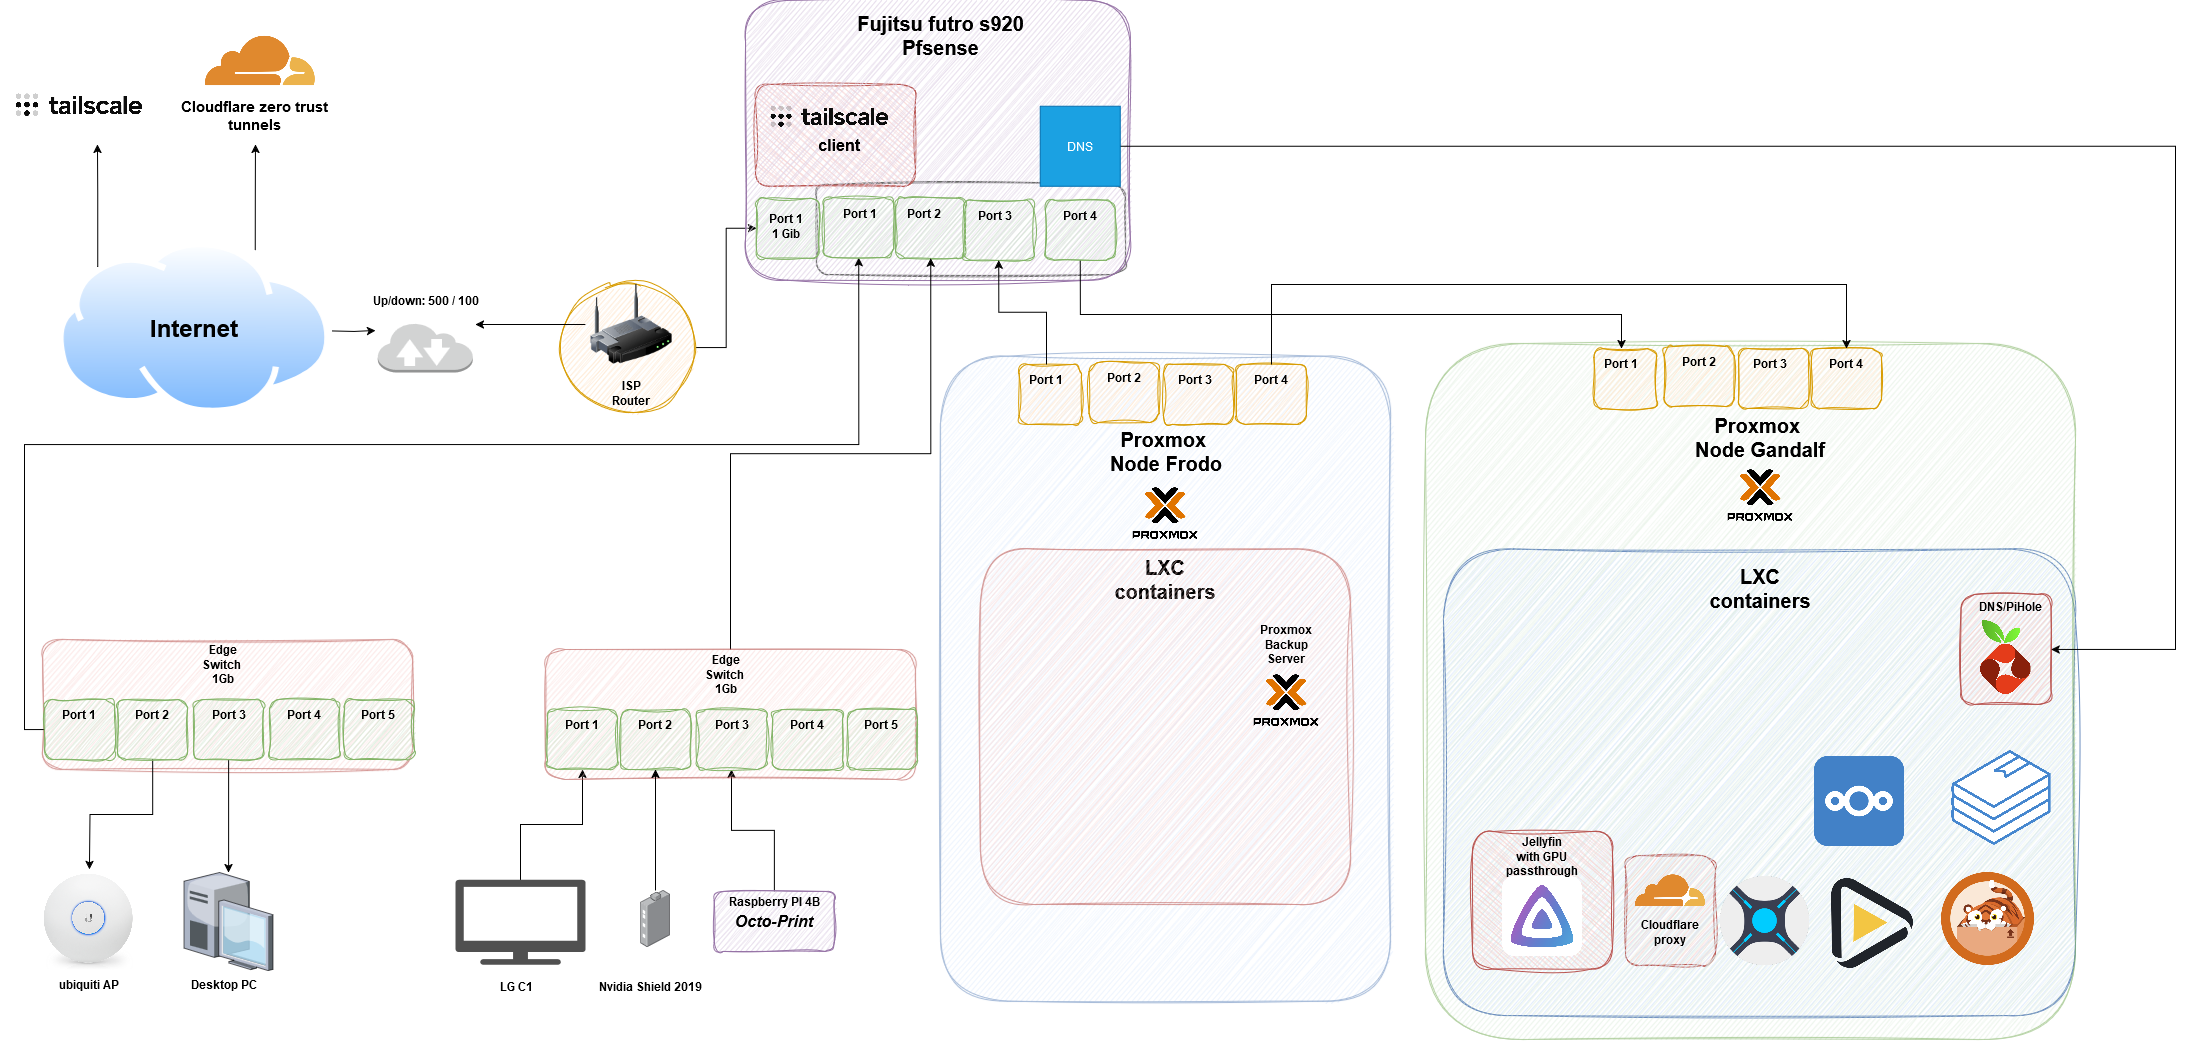 Fujitsu futro s920
Pfsense
tailscale
Cloudflare zero trust
tunnels
tailscale
client
DNS
Port 1
1 Gib
Port 1
Port 2
Port 3
Port 4
Internet
Up/down: 500 / 100
ISP
Router
Port 1
Port 2
Port 3
Port 4
Proxmox
Node Frodo
PROXMOX
LXC
containers
Proxmox
Backup
Server
PROXMOX
Port 1
Port 2
Port 3
Port 4
Proxmox
Node Gandalf
PROXMOX
LXC
containers
DNS/PiHole
Jellyfin
with GPU
passthrough
Cloudflare
proxy
Edge
Switch
1Gb
Port 1
Port 2
Port 3
Port 4
Port 5
ubiquiti AP
Desktop PC
Edge
Switch
1Gb
Port 1
Port 2
Port 3
Port 4
Port 5
LG C1
Nvidia Shield 2019
Raspberry PI 4B
Octo-Print